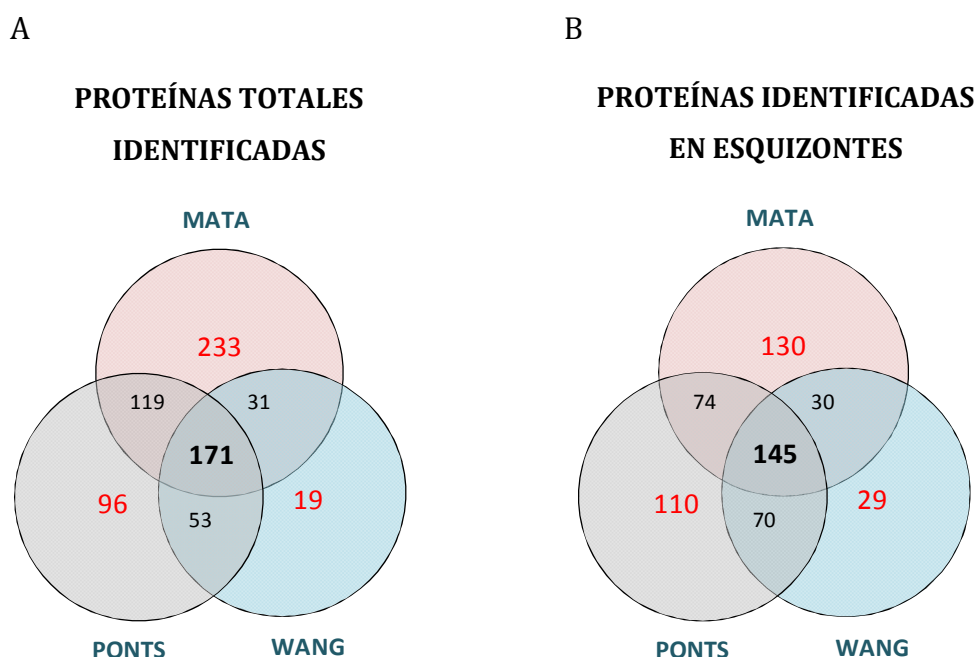 A
PROTEÍNAS TOTALES
IDENTIFICADAS
MATA
233
119
31
171
96
19
53
PONTS
WANG
B
PROTEÍNAS IDENTIFICADAS
EN ESQUIZONTES
MATA
130
74
30
145
110
29
70
PONTS
WANG